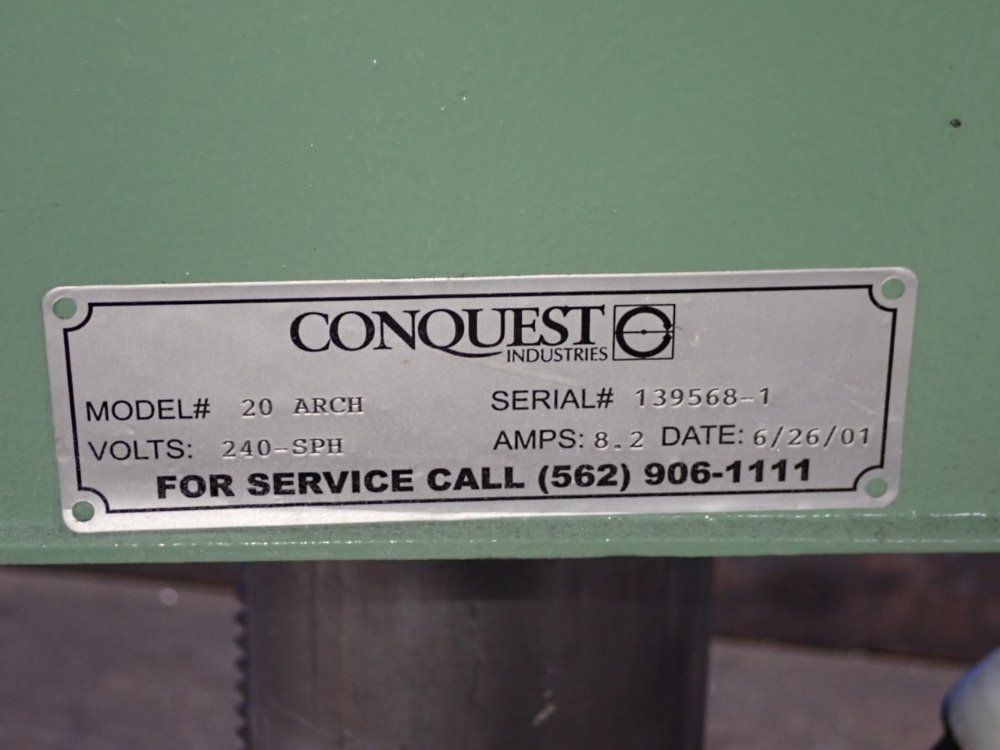 CONQUEST
INDUSTRIES
MODEL# 20 ARCH SERIAL# 139568-1
VOLTS: 240-SPH AMPS: 8.2 DATE: 6/26/01
FOR SERVICE CALL (562) 906-1111